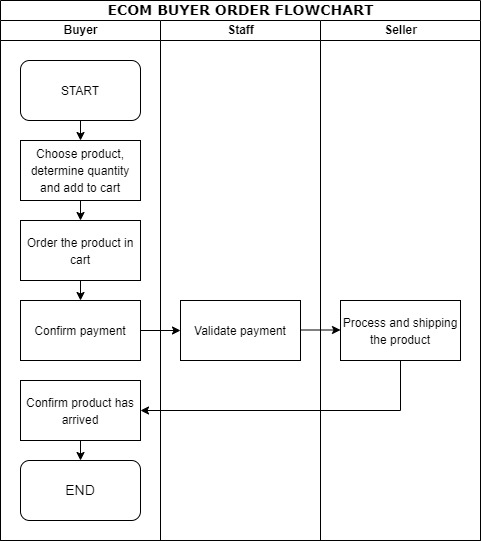 ECOM BUYER ORDER FLOWCHART
Buyer
Staff
Seller
START
Choose product,
determine quantity
and add to cart
Order the product in
cart
Confirm payment
Validate payment
Process and shipping
the product
Confirm product has
arrived
END